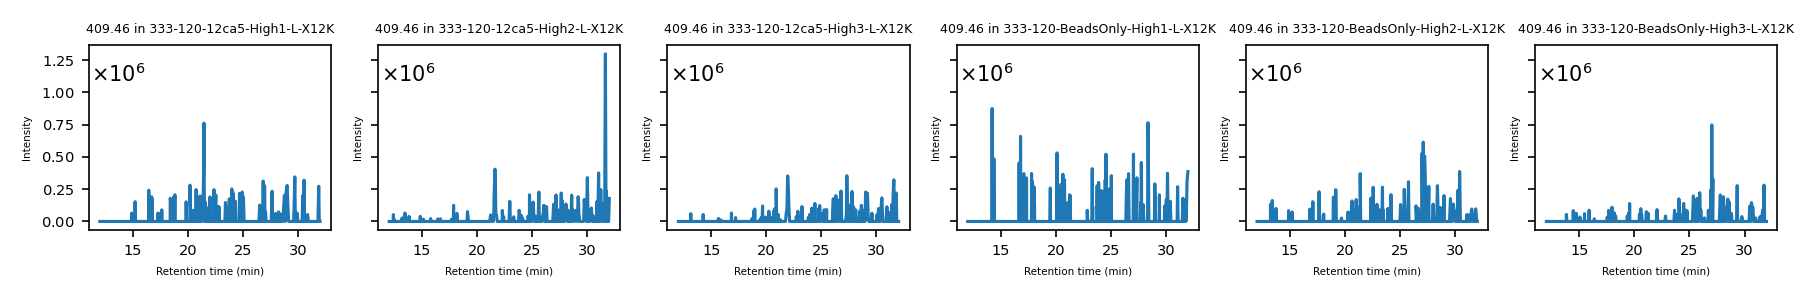 409.46 in 333-120-12ca5-High1-L-X12K
409.46 in 333-120-12ca5-High2-L-X12K
409.46 in 333-120-12ca5-High3-L-X12K
409.46 in 333-120-BeadsOnly-High1-L-X12K
409.46 in 333-120-BeadsOnly-High2-L-X12K
409.46 in 333-120-BeadsOnly-High3-L-X12K
×10⁶
×10⁶
×10⁶
×10⁶
×10⁶
×10⁶
1.25
1.00
0.75
0.50
0.25
0.00
Intensity
Intensity
Intensity
Intensity
Intensity
Intensity
15 20 25 30
15 20 25 30
15 20 25 30
15 20 25 30
15 20 25 30
15 20 25 30
Retention time (min)
Retention time (min)
Retention time (min)
Retention time (min)
Retention time (min)
Retention time (min)